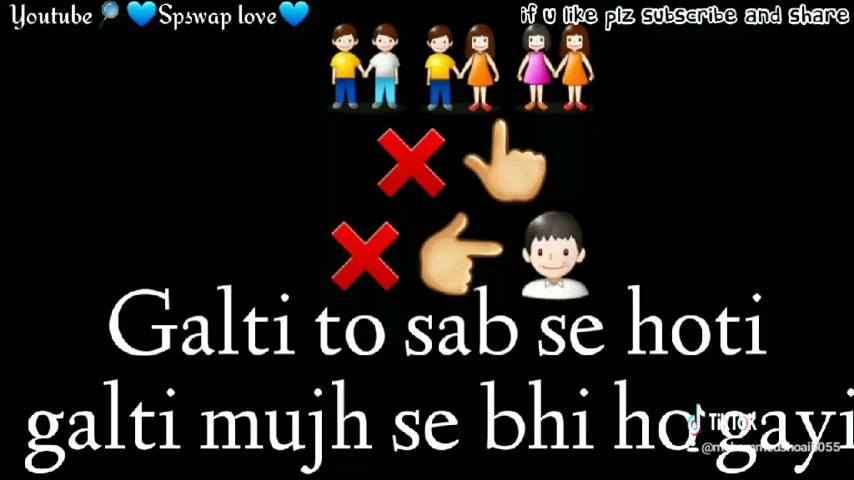 Youtube🔎💙Spswap love💙
if u like plz subscribe and share
Galti to sab se hoti
galti mujh se bhi ho gayi
TikTok